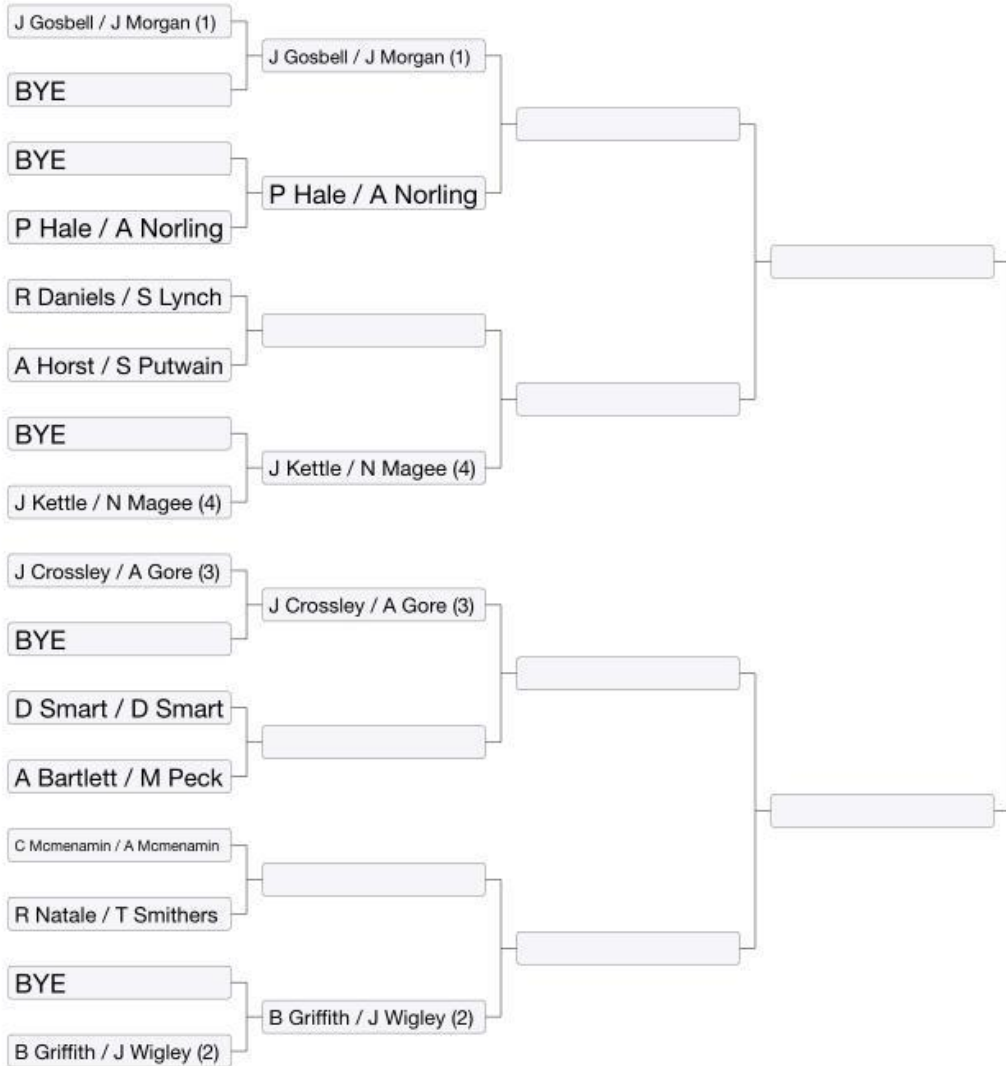 J Gosbell / J Morgan (1)
BYE
BYE
P Hale / A Norling
R Daniels / S Lynch
A Horst / S Putwain
BYE
J Kettle / N Magee (4)
J Crossley / A Gore (3)
BYE
D Smart / D Smart
A Bartlett / M Peck
C Mcmenamin / A Mcmenamin
R Natale / T Smithers
BYE
B Griffith / J Wigley (2)
J Gosbell / J Morgan (1)
P Hale / A Norling
J Kettle / N Magee (4)
J Crossley / A Gore (3)
B Griffith / J Wigley (2)